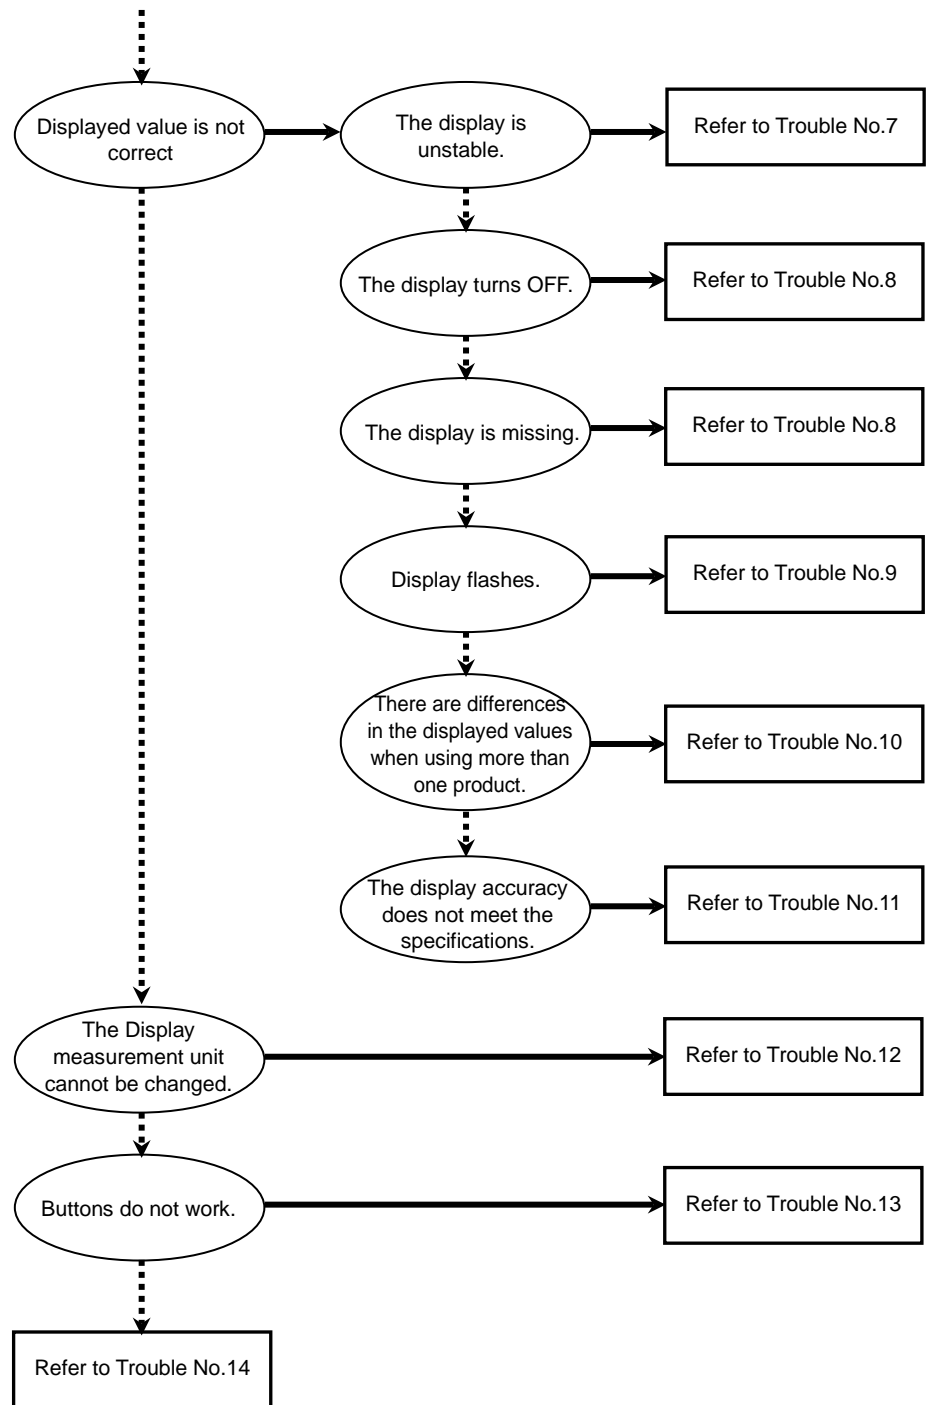 Displayed value is not
correct
The display is
unstable.
Refer to Trouble No.7
The display turns OFF.
Refer to Trouble No.8
The display is missing.
Refer to Trouble No.8
Display flashes.
Refer to Trouble No.9
There are differences
in the displayed values
when using more than
one product.
Refer to Trouble No.10
The display accuracy
does not meet the
specifications.
Refer to Trouble No.11
The Display
measurement unit
cannot be changed.
Refer to Trouble No.12
Buttons do not work.
Refer to Trouble No.13
Refer to Trouble No.14